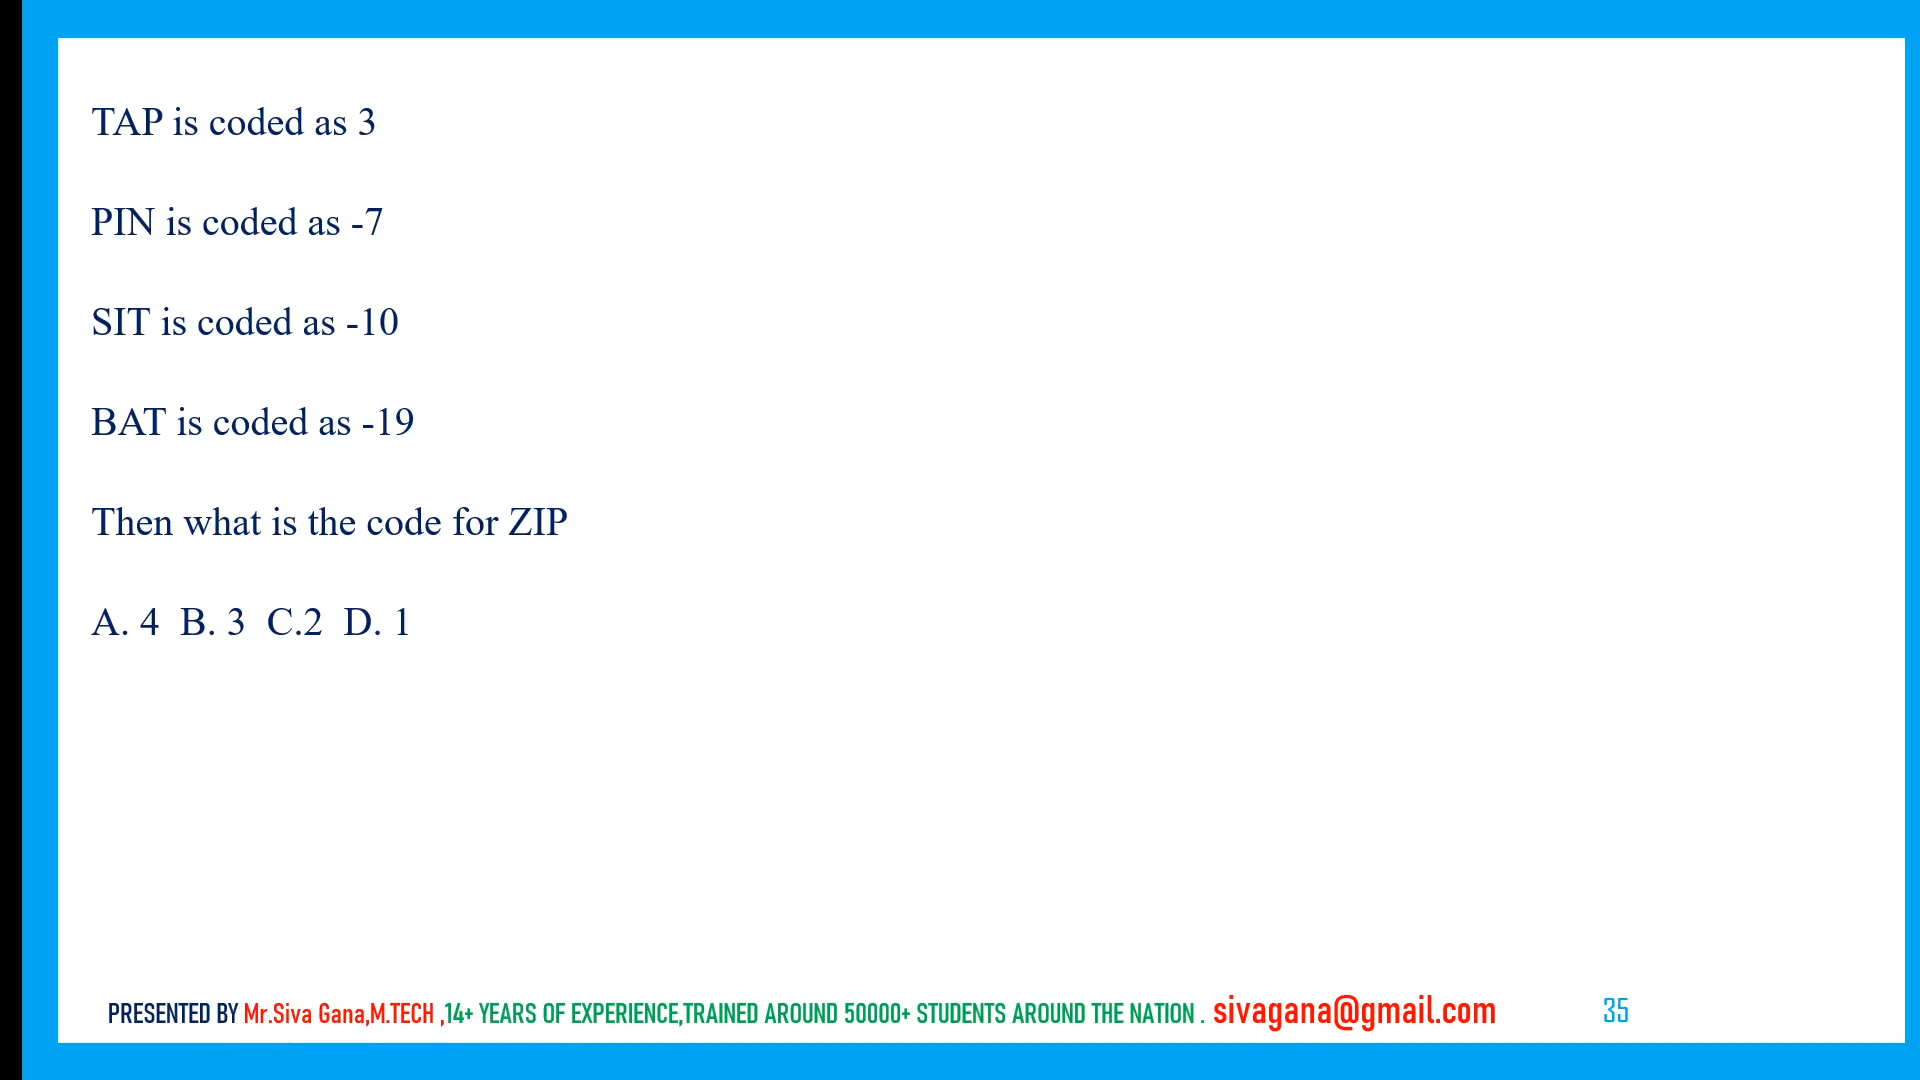 TAP is coded as 3
PIN is coded as -7
SIT is coded as -10
BAT is coded as -19
Then what is the code for ZIP
A. 4  B. 3  C.2  D. 1
PRESENTED BY Mr.Siva Gana,M.TECH ,14+ YEARS OF EXPERIENCE,TRAINED AROUND 50000+ STUDENTS AROUND THE NATION . sivagana@gmail.com 35